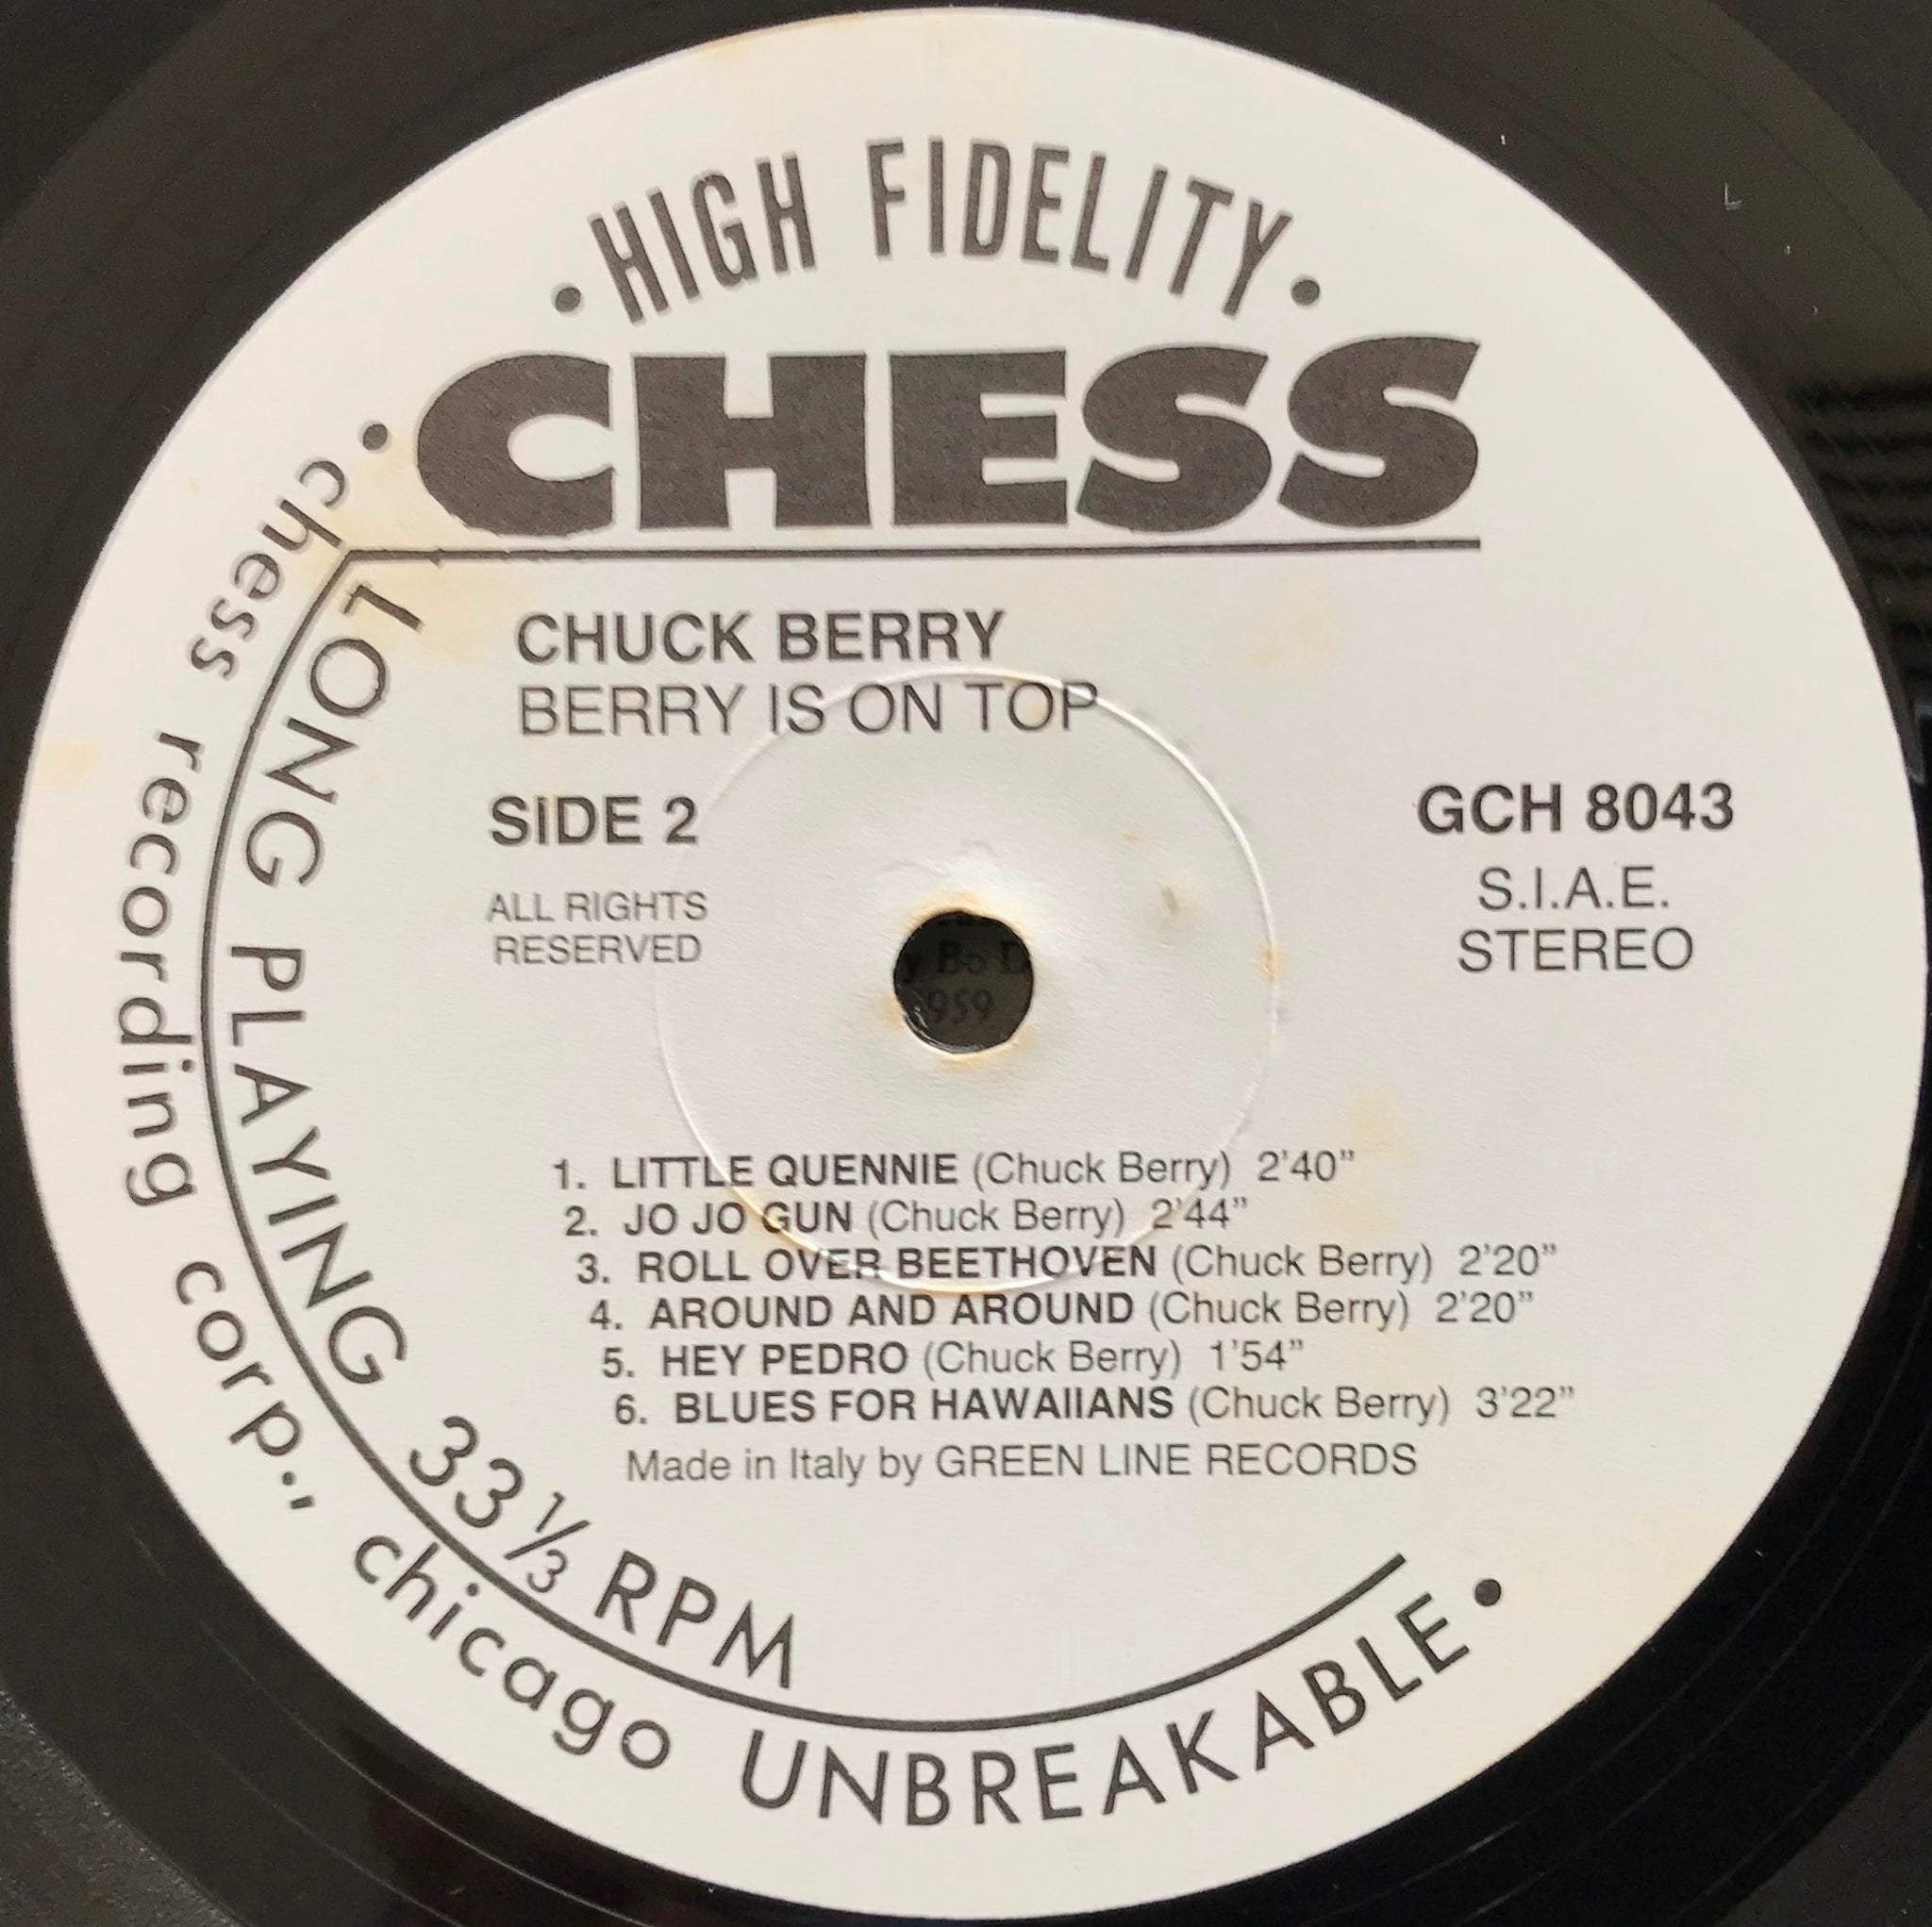 • HIGH FIDELITY •
CHESS
• chess recording corp., chicago UNBREAKABLE •
LONG PLAYING 33⅓ RPM
CHUCK BERRY
BERRY IS ON TOP
SIDE 2
ALL RIGHTS
RESERVED
GCH 8043
S.I.A.E.
STEREO
Bo
959
1. LITTLE QUENNIE (Chuck Berry) 2'40"
2. JO JO GUN (Chuck Berry) 2'44"
3. ROLL OVER BEETHOVEN (Chuck Berry) 2'20"
4. AROUND AND AROUND (Chuck Berry) 2'20"
5. HEY PEDRO (Chuck Berry) 1'54"
6. BLUES FOR HAWAIIANS (Chuck Berry) 3'22"
Made in Italy by GREEN LINE RECORDS